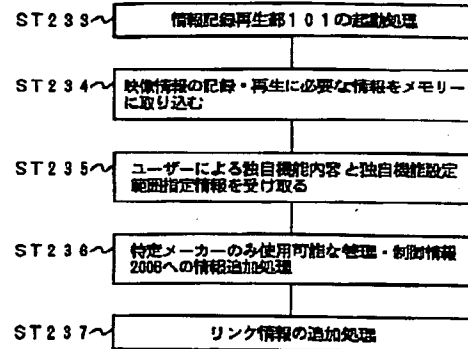 ST233 情報記録再生部101の起動処理
ST234 映像情報の記録・再生に必要な情報をメモリー
に取り込む
ST235 ユーザーによる独自機能内容と独自機能設定
範囲指定情報を受け取る
ST236 特定メーカーのみ使用可能な管理・制御情報
2006への情報追加処理
ST237 リンク情報の追加処理